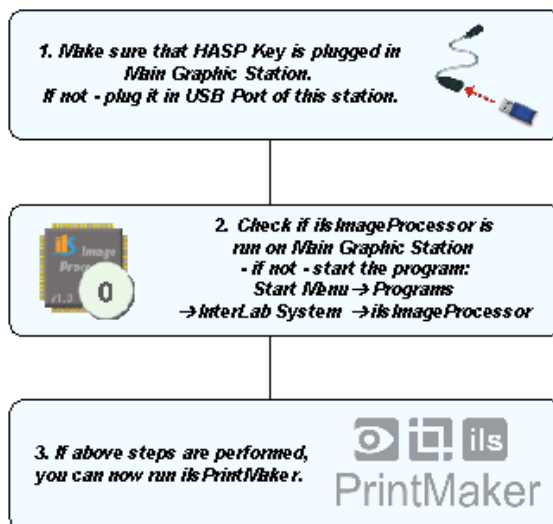 1. Make sure that HASP Key is plugged in
Main Graphic Station.
If not - plug it in USB Port of this station.
ils Image
v1.0
0
2. Check if ilsImageProcessor is
run on Main Graphic Station
- if not - start the program:
Start Menu → Programs
→ InterLab System → ilsImageProcessor
3. If above steps are performed,
you can now run ilsPrintMaker.
ils
PrintMaker